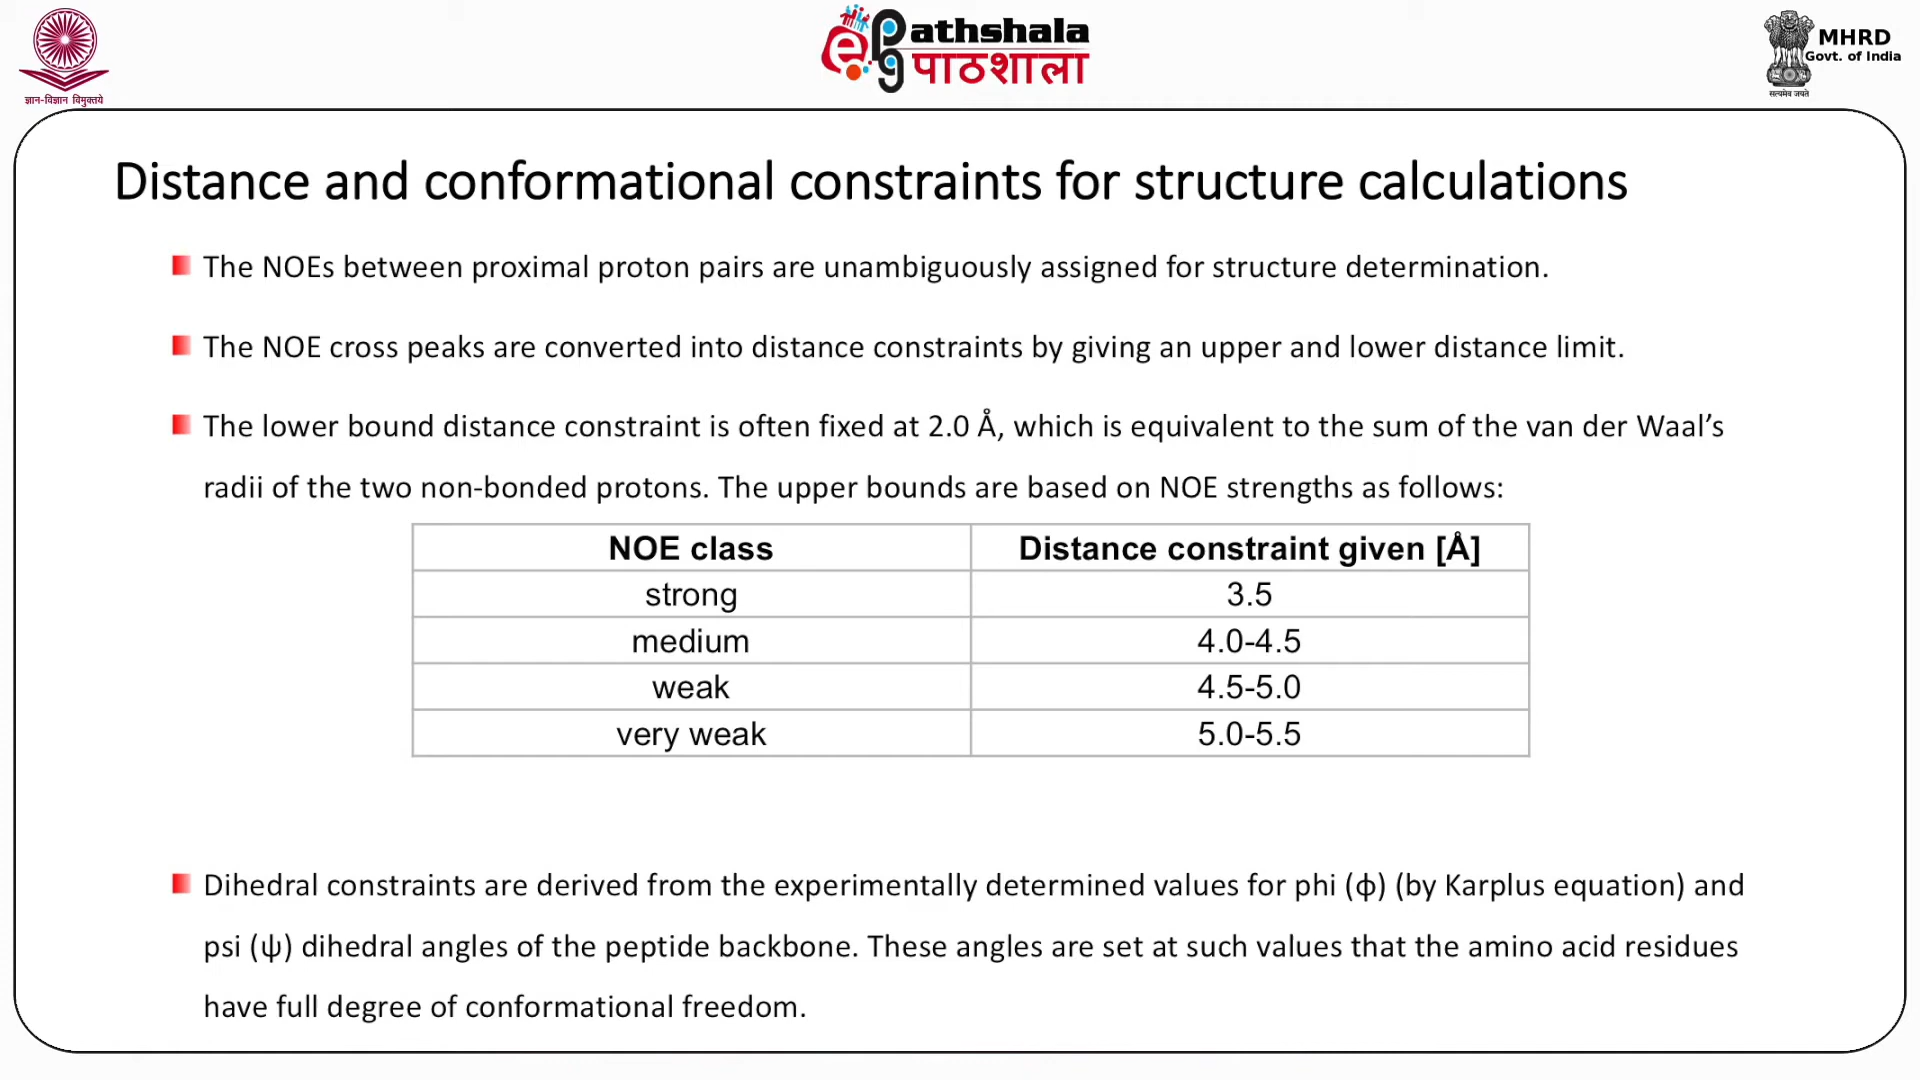 ज्ञान-विज्ञान विमुक्तये
e
Pathshala
pg पाठशाला
MHRD
Govt. of India
सत्यमेव जयते
Distance and conformational constraints for structure calculations
The NOEs between proximal proton pairs are unambiguously assigned for structure determination.
The NOE cross peaks are converted into distance constraints by giving an upper and lower distance limit.
The lower bound distance constraint is often fixed at 2.0 Å, which is equivalent to the sum of the van der Waal’s
radii of the two non-bonded protons. The upper bounds are based on NOE strengths as follows:
NOE class Distance constraint given [Å]
strong 3.5
medium 4.0-4.5
weak 4.5-5.0
very weak 5.0-5.5
Dihedral constraints are derived from the experimentally determined values for phi (ϕ) (by Karplus equation) and
psi (ψ) dihedral angles of the peptide backbone. These angles are set at such values that the amino acid residues
have full degree of conformational freedom.